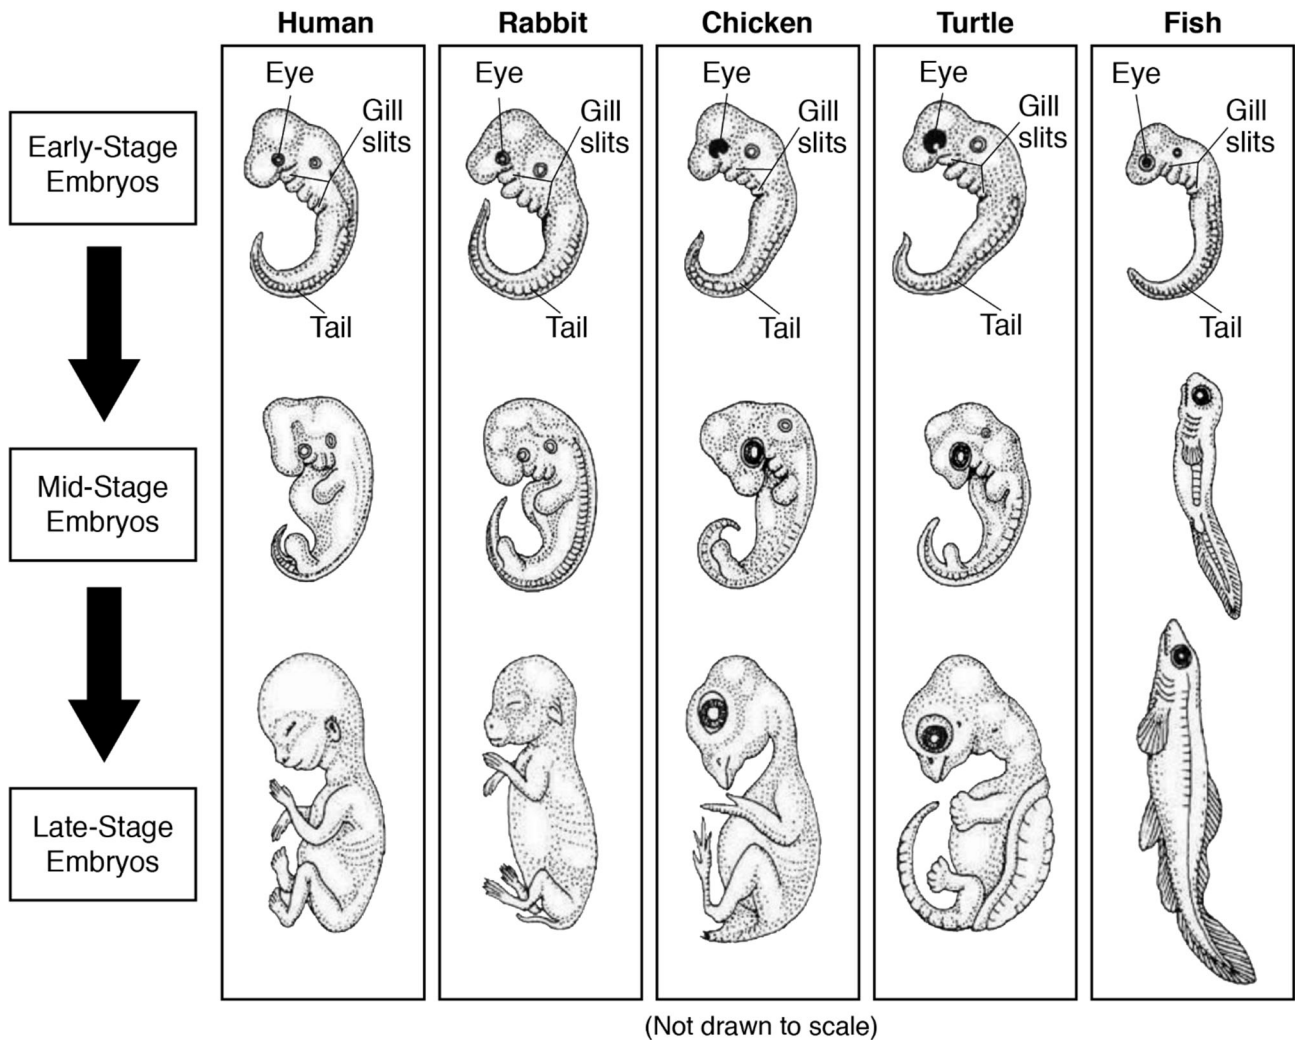 Human
Rabbit
Chicken
Turtle
Fish
Early-Stage
Embryos
Eye
Gill
slits
Tail
Eye
Gill
slits
Tail
Eye
Gill
slits
Tail
Eye
Gill
slits
Tail
Eye
Gill
slits
Tail
Mid-Stage
Embryos
Late-Stage
Embryos
(Not drawn to scale)